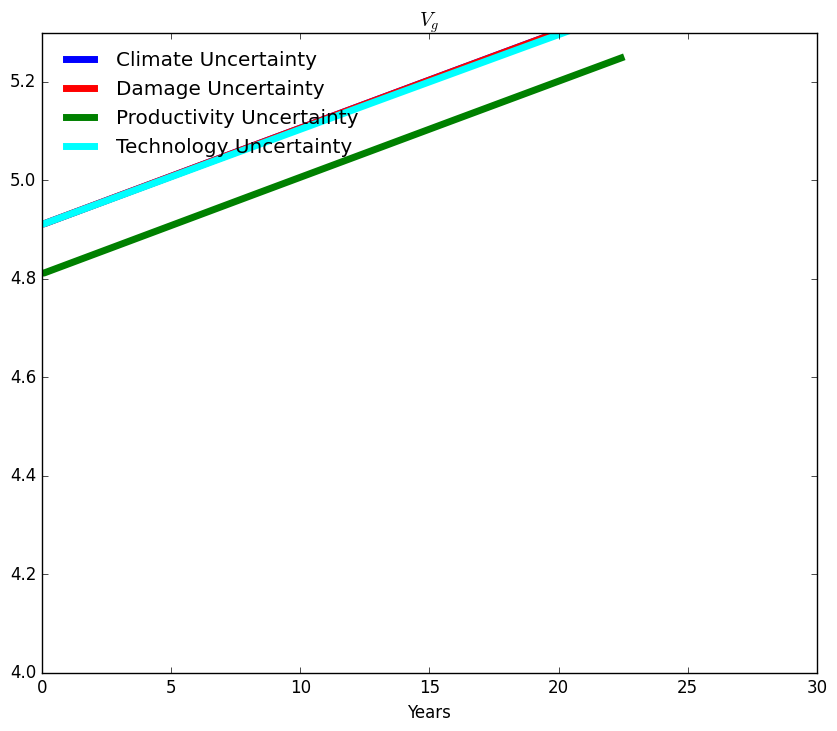 V_g
Climate Uncertainty
Damage Uncertainty
Productivity Uncertainty
Technology Uncertainty
5.2
5.0
4.8
4.6
4.4
4.2
4.0
0 5 10 15 20 25 30
Years